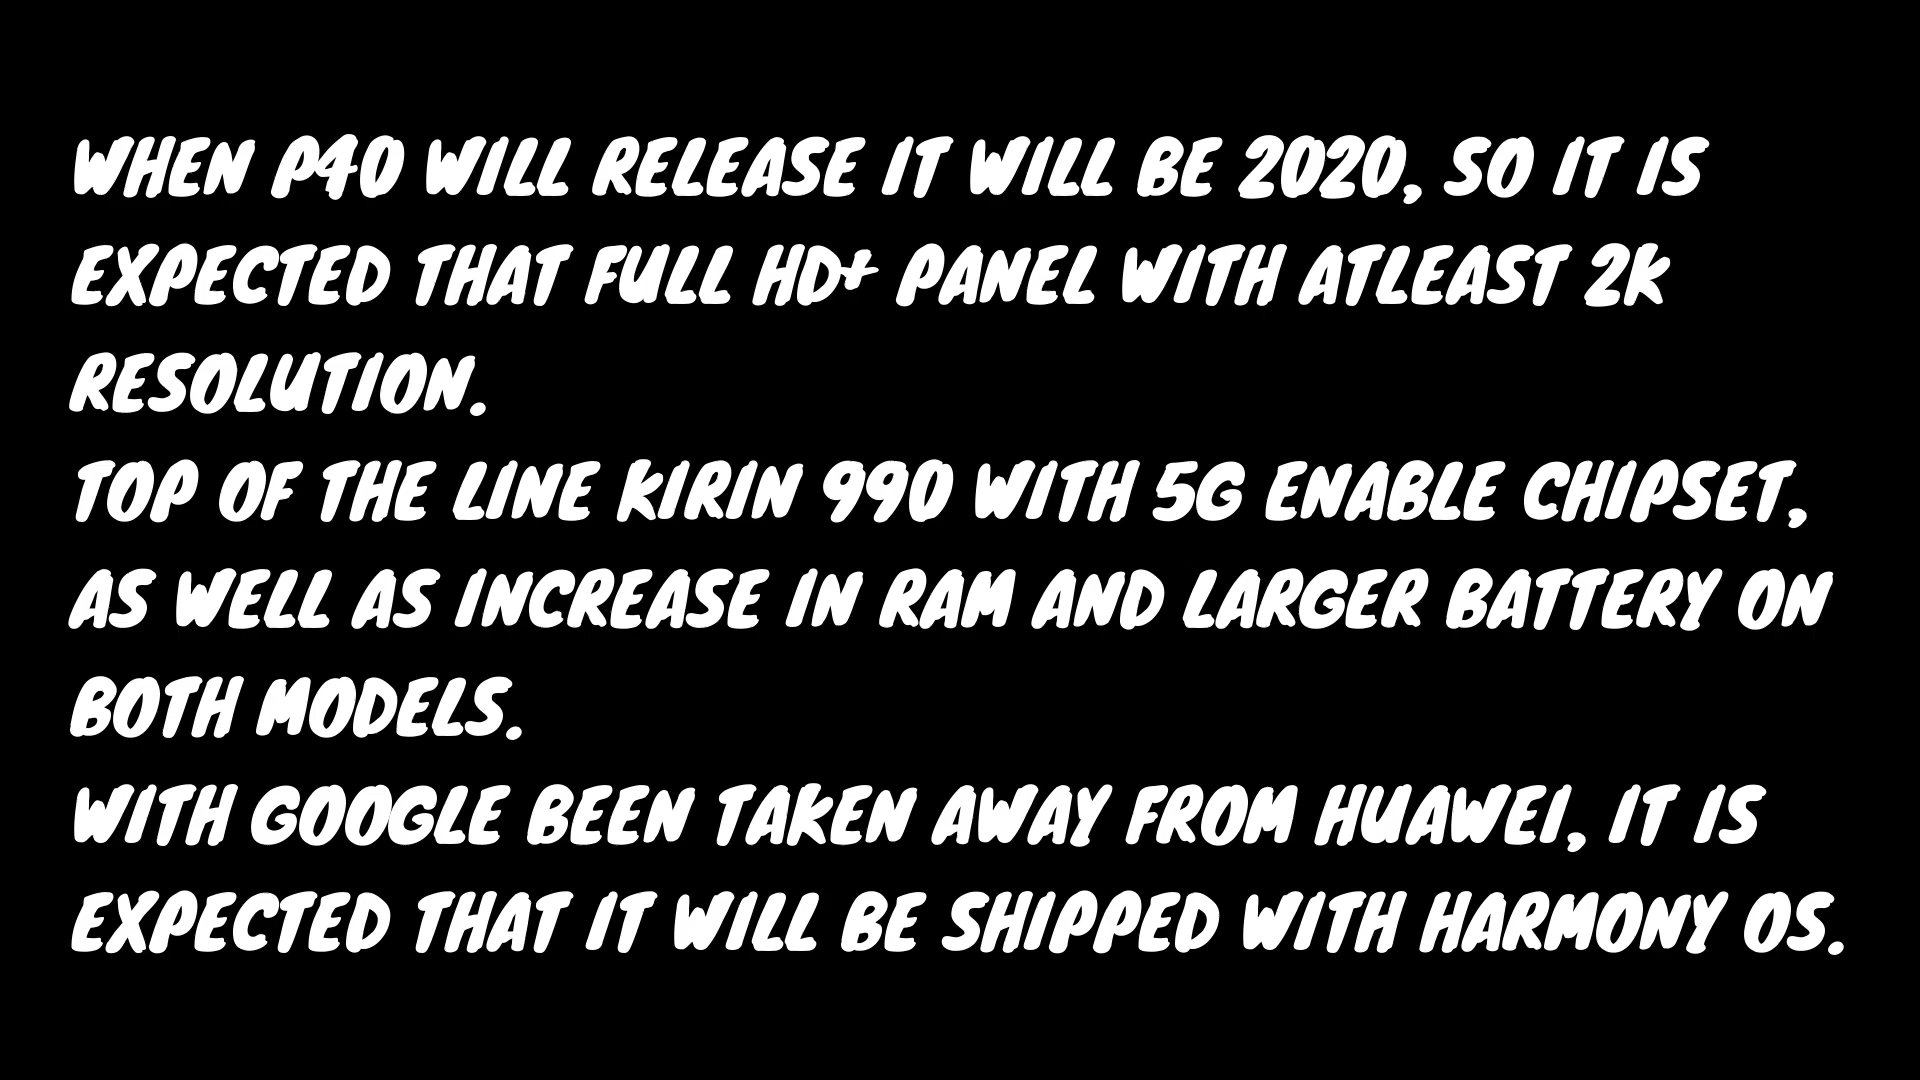 WHEN P40 WILL RELEASE IT WILL BE 2020, SO IT IS
EXPECTED THAT FULL HD+ PANEL WITH ATLEAST 2K
RESOLUTION.
TOP OF THE LINE KIRIN 990 WITH 5G ENABLE CHIPSET,
AS WELL AS INCREASE IN RAM AND LARGER BATTERY ON
BOTH MODELS.
WITH GOOGLE BEEN TAKEN AWAY FROM HUAWEI, IT IS
EXPECTED THAT IT WILL BE SHIPPED WITH HARMONY OS.